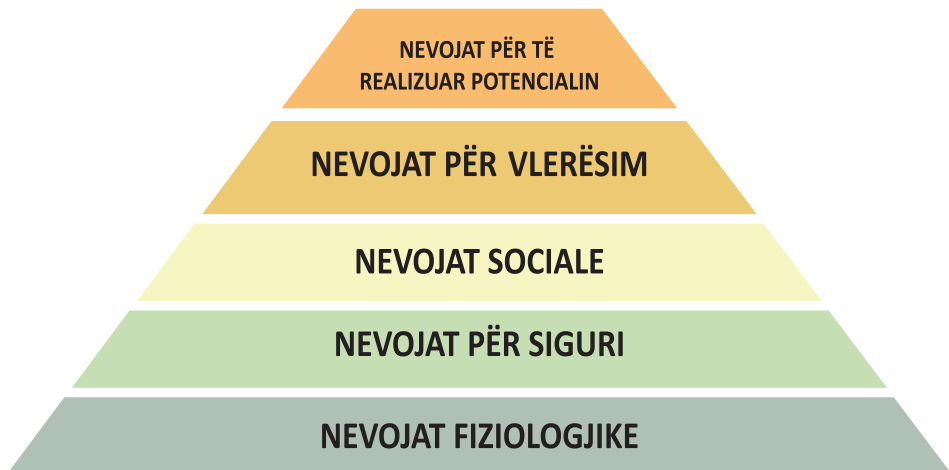 NEVOJAT PËR TË
REALIZUAR POTENCIALIN
NEVOJAT PËR VLERËSIM
NEVOJAT SOCIALE
NEVOJAT PËR SIGURI
NEVOJAT FIZIOLOGJIKE